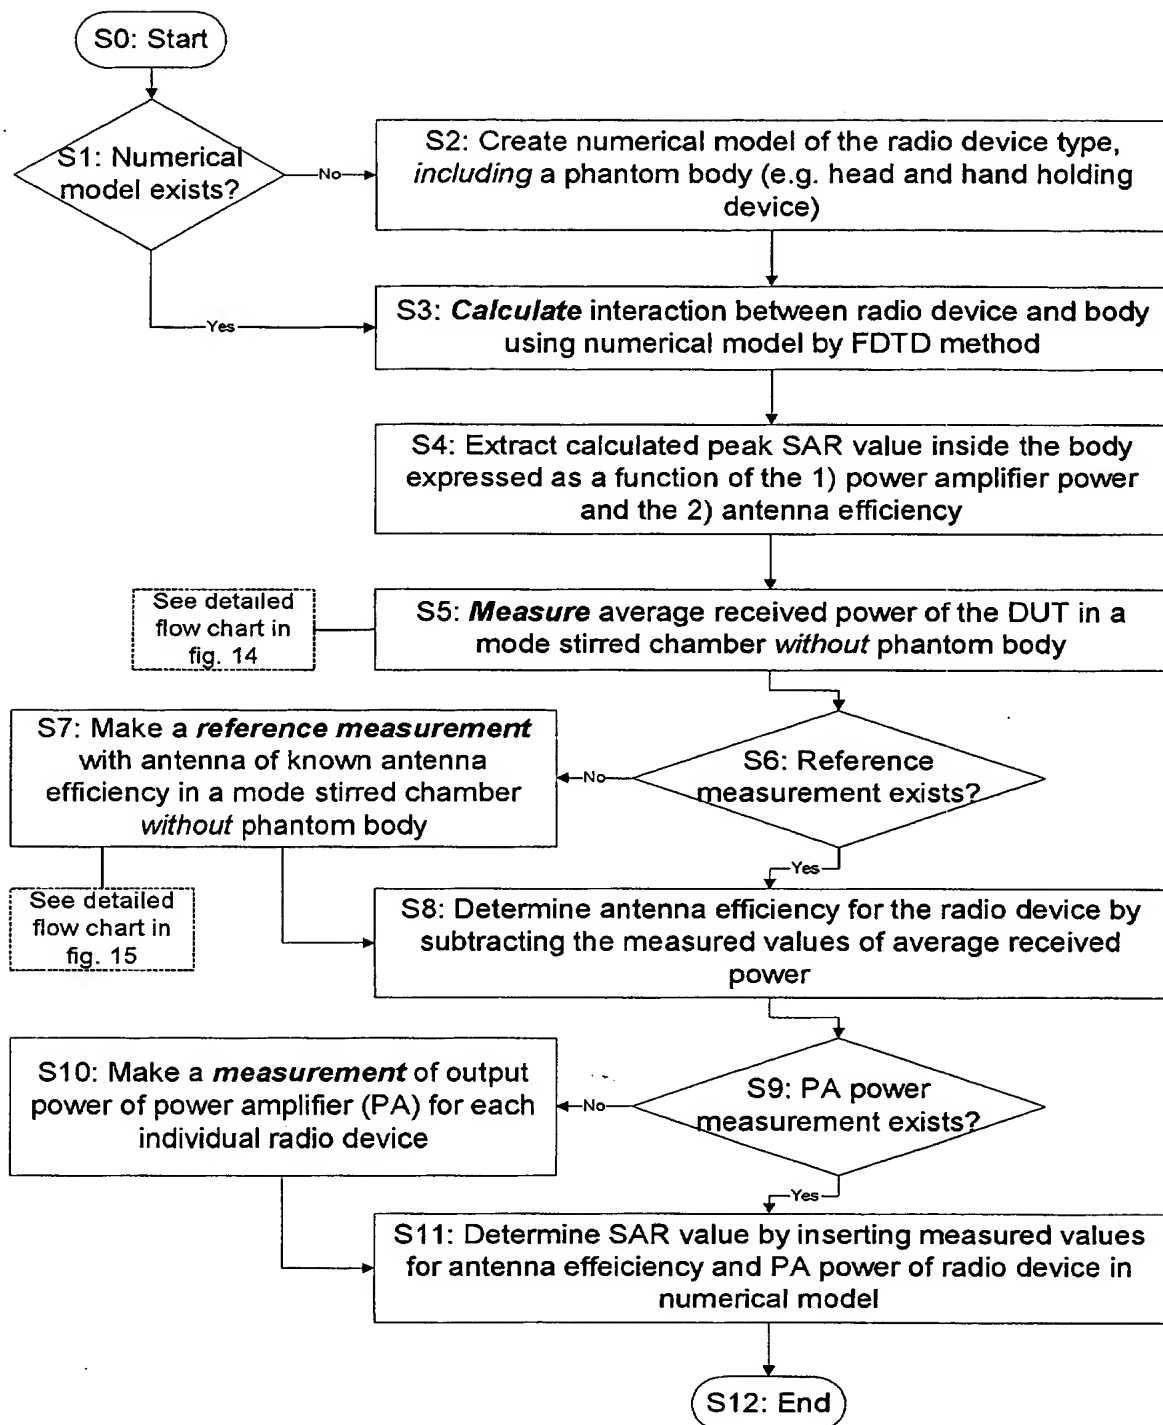 S0: Start
S1: Numerical
model exists?
No
S2: Create numerical model of the radio device type,
including a phantom body (e.g. head and hand holding
device)
Yes
S3: Calculate interaction between radio device and body
using numerical model by FDTD method
S4: Extract calculated peak SAR value inside the body
expressed as a function of the 1) power amplifier power
and the 2) antenna efficiency
See detailed
flow chart in
fig. 14
S5: Measure average received power of the DUT in a
mode stirred chamber without phantom body
S6: Reference
measurement exists?
No
S7: Make a reference measurement
with antenna of known antenna
efficiency in a mode stirred chamber
without phantom body
See detailed
flow chart in
fig. 15
Yes
S8: Determine antenna efficiency for the radio device by
subtracting the measured values of average received
power
S9: PA power
measurement exists?
No
S10: Make a measurement of output
power of power amplifier (PA) for each
individual radio device
Yes
S11: Determine SAR value by inserting measured values
for antenna effeiciency and PA power of radio device in
numerical model
S12: End